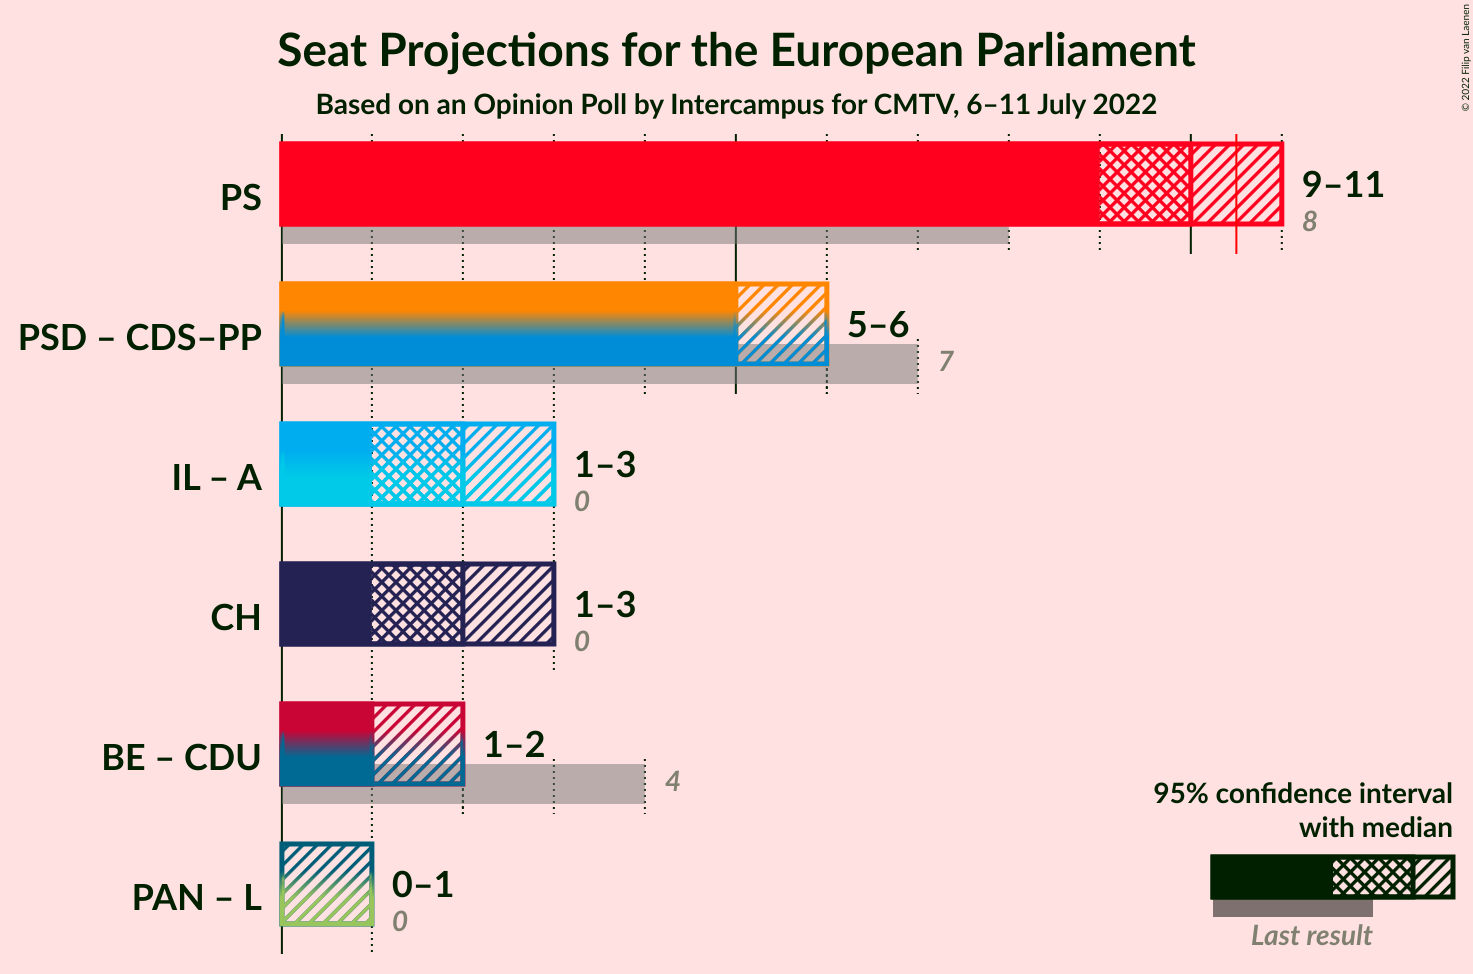 Seat Projections for the European Parliament
Based on an Opinion Poll by Intercampus for CMTV, 6–11 July 2022
© 2022 Filip van Laenen
PS
9–11
8
PSD – CDS–PP
5–6
7
IL – A
1–3
0
CH
1–3
0
BE – CDU
1–2
4
PAN – L
0–1
0
95% confidence interval
with median
Last result